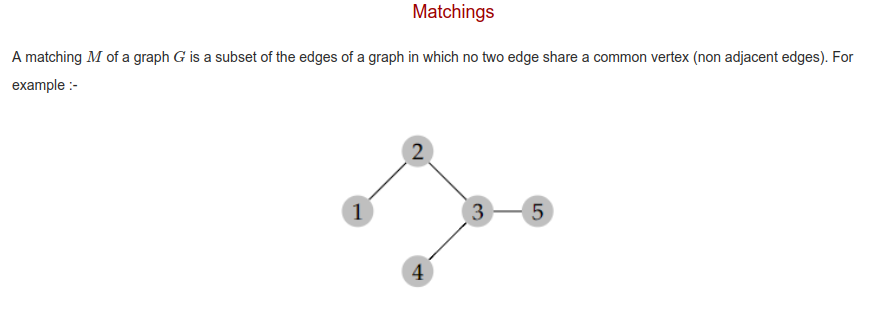 Matchings
A matching M of a graph G is a subset of the edges of a graph in which no two edge share a common vertex (non adjacent edges). For
example :-
2
1
3
5
4